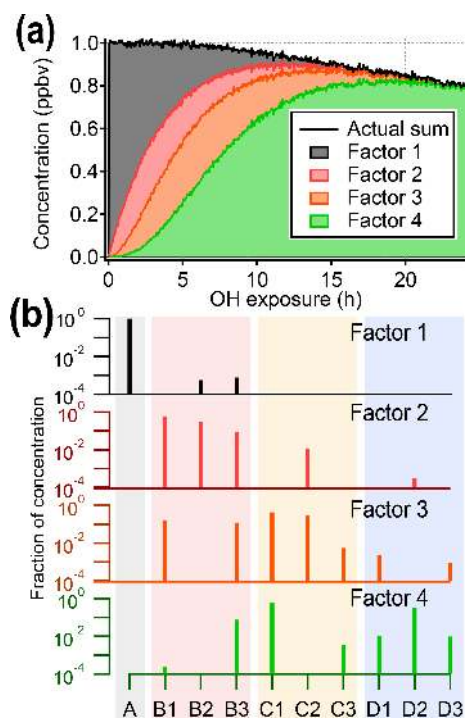 (a)
1.0
0.8
0.6
0.4
0.2
0.0
Concentration (ppbv)
Actual sum
Factor 1
Factor 2
Factor 3
Factor 4
0 5 10 15 20
OH exposure (h)
(b)
Fraction of concentration
10^0
10^-2
10^-4
Factor 1
10^0
10^-2
10^-4
Factor 2
10^0
10^-2
10^-4
Factor 3
10^0
10^-2
10^-4
Factor 4
A B1 B2 B3 C1 C2 C3 D1 D2 D3